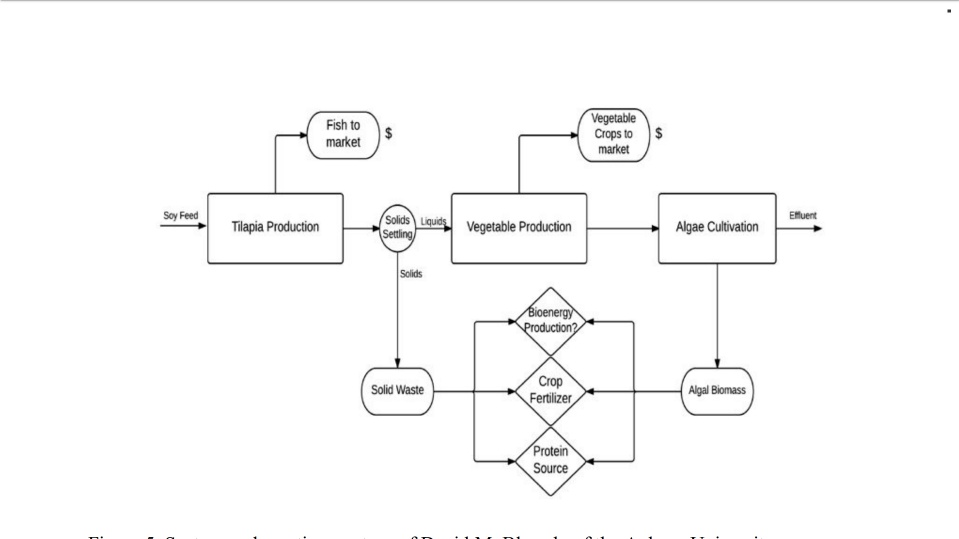 Fish to
market
$
Vegetable
Crops to
market
$
Soy Feed
Tilapia Production
Solids
Settling
Liquids
Vegetable Production
Algae Cultivation
Effluent
Solids
Bioenergy
Production?
Solid Waste
Crop
Fertilizer
Algal Biomass
Protein
Source